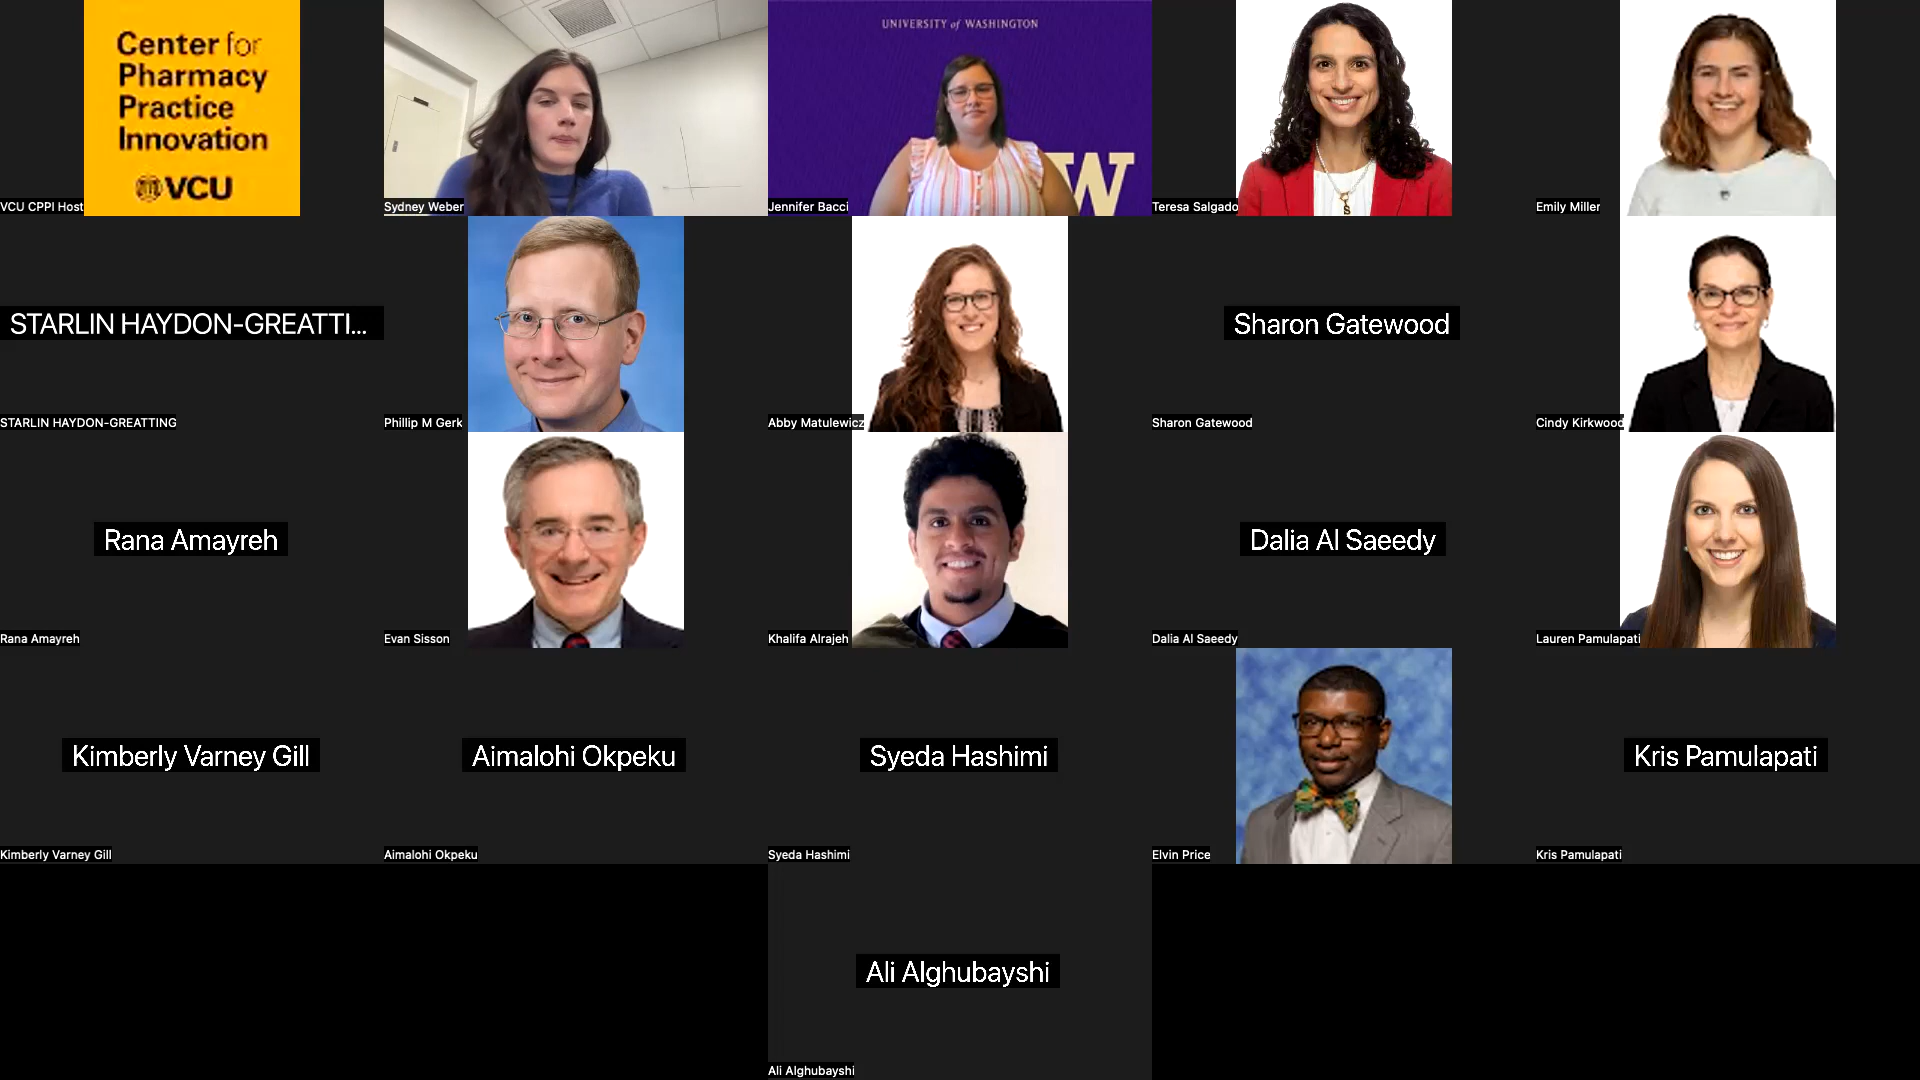 Center for
Pharmacy
Practice
Innovation
VCU
VCU CPPI Host
Sydney Weber
UNIVERSITY of WASHINGTON
W
Jennifer Bacci
Teresa Salgado
Emily Miller
STARLIN HAYDON-GREATTI...
STARLIN HAYDON-GREATTING
Phillip M Gerk
Abby Matulewicz
Sharon Gatewood
Sharon Gatewood
Cindy Kirkwood
Rana Amayreh
Rana Amayreh
Evan Sisson
Khalifa Alrajeh
Dalia Al Saeedy
Dalia Al Saeedy
Lauren Pamulapati
Kimberly Varney Gill
Kimberly Varney Gill
Aimalohi Okpeku
Aimalohi Okpeku
Syeda Hashimi
Syeda Hashimi
Elvin Price
Kris Pamulapati
Kris Pamulapati
Ali Alghubayshi
Ali Alghubayshi